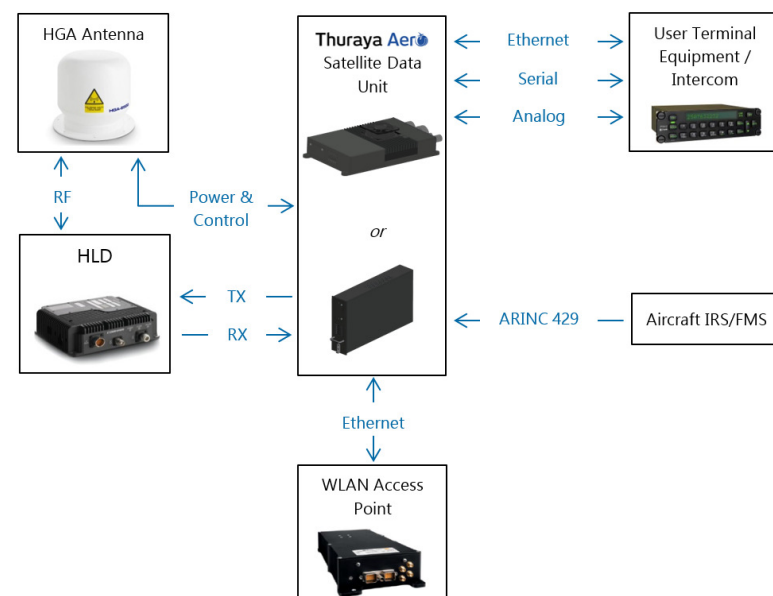 HGA Antenna
Thuraya Aero
Satellite Data
Unit
Ethernet
Serial
Analog
User Terminal
Equipment /
Intercom
RF
Power &
Control
HLD
or
TX
RX
ARINC 429
Aircraft IRS/FMS
Ethernet
WLAN Access
Point